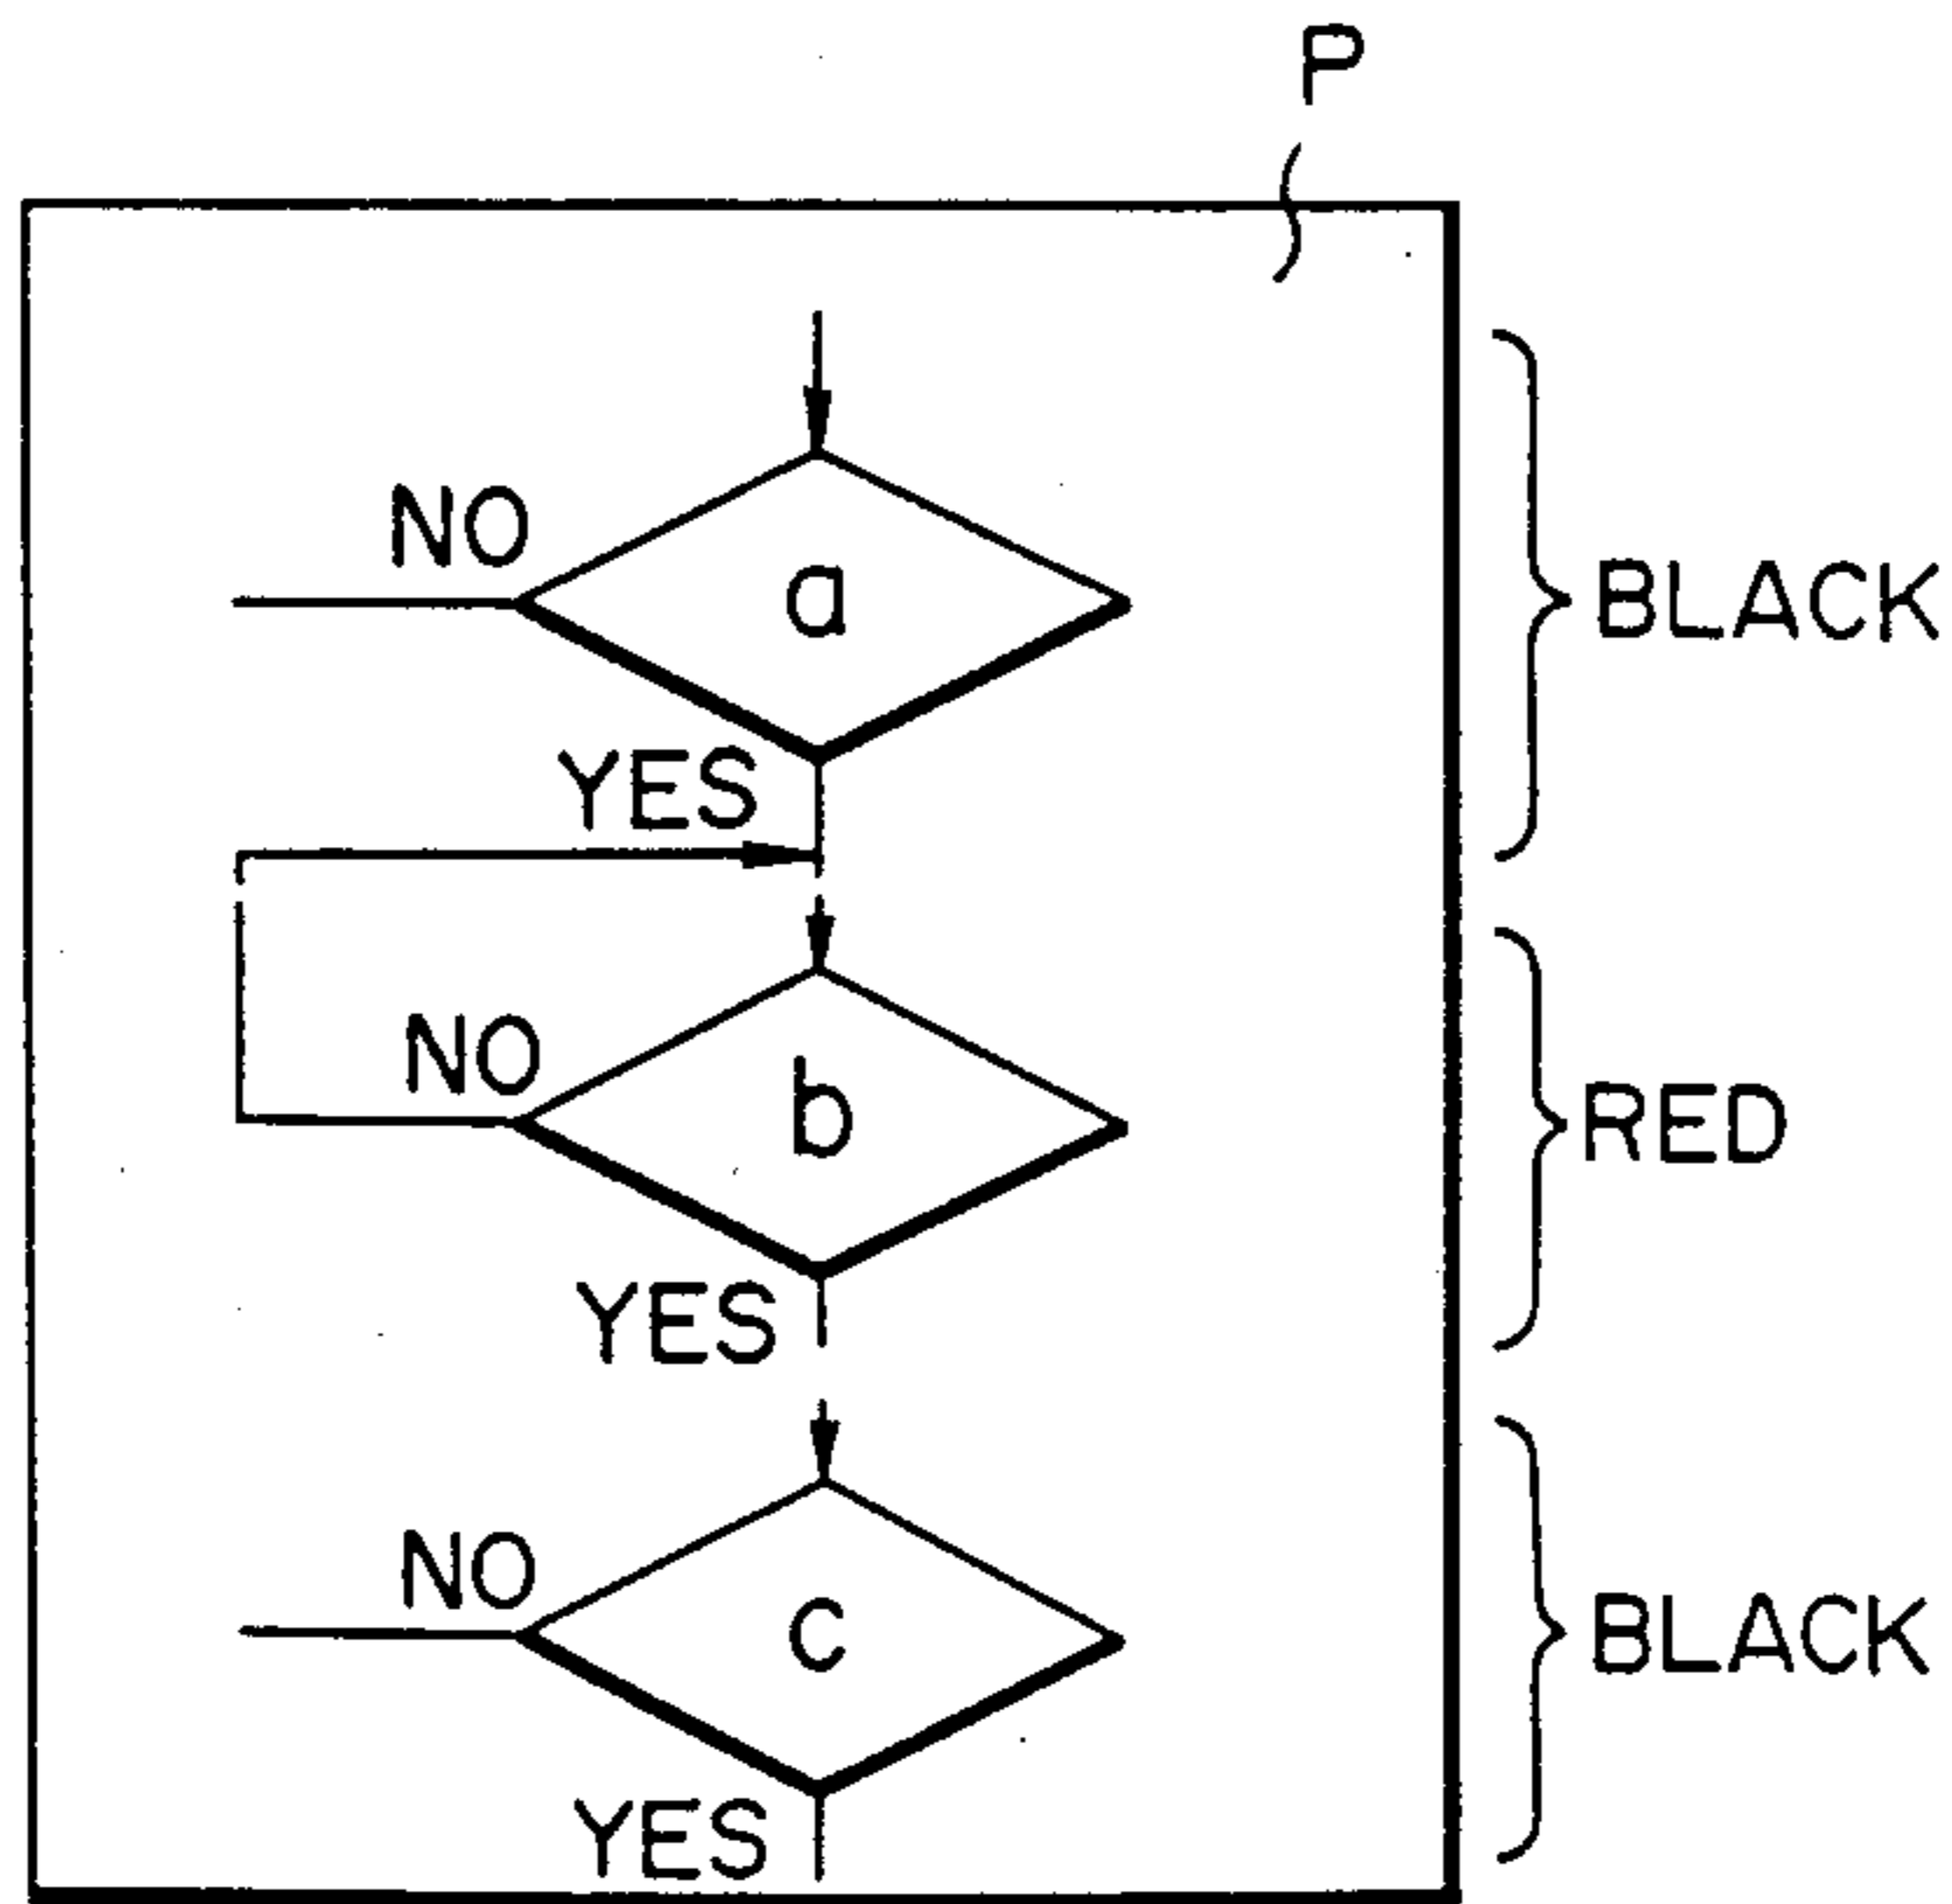 P
NO
a
BLACK
YES
NO
b
RED
YES
NO
c
BLACK
YES